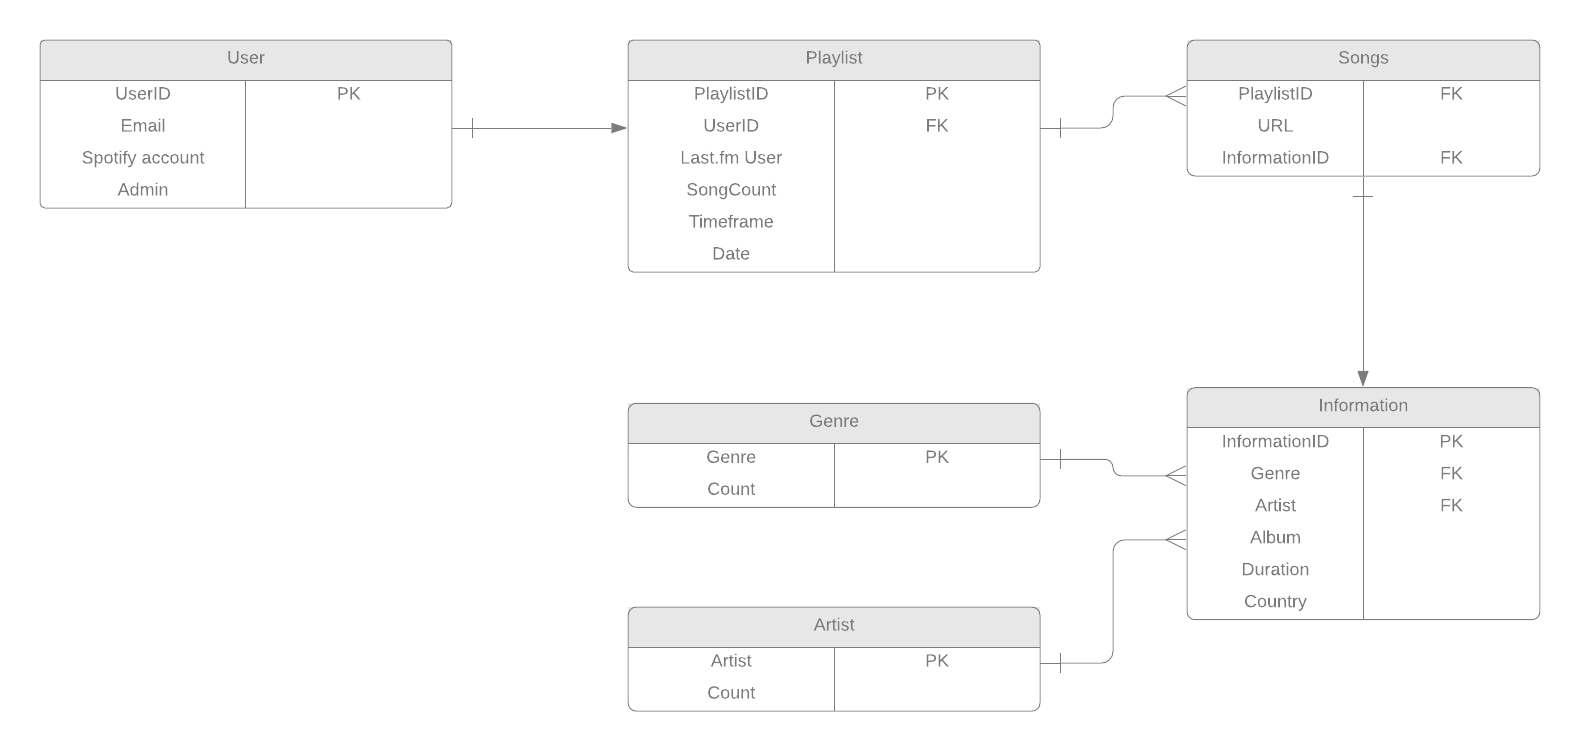 User
UserID PK
Email
Spotify account
Admin
Playlist
PlaylistID PK
UserID FK
Last.fm User
SongCount
Timeframe
Date
Songs
PlaylistID FK
URL
InformationID FK
Genre
Genre PK
Count
Artist
Artist PK
Count
Information
InformationID PK
Genre FK
Artist FK
Album
Duration
Country